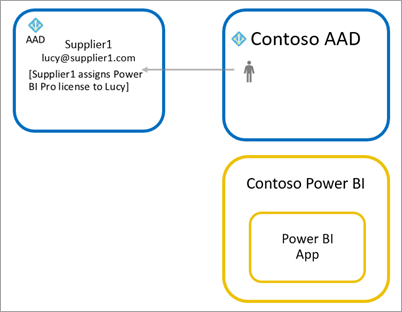 AAD
Supplier1
lucy@supplier1.com
[Supplier1 assigns Power
BI Pro license to Lucy]
Contoso AAD
Contoso Power BI
Power BI
App